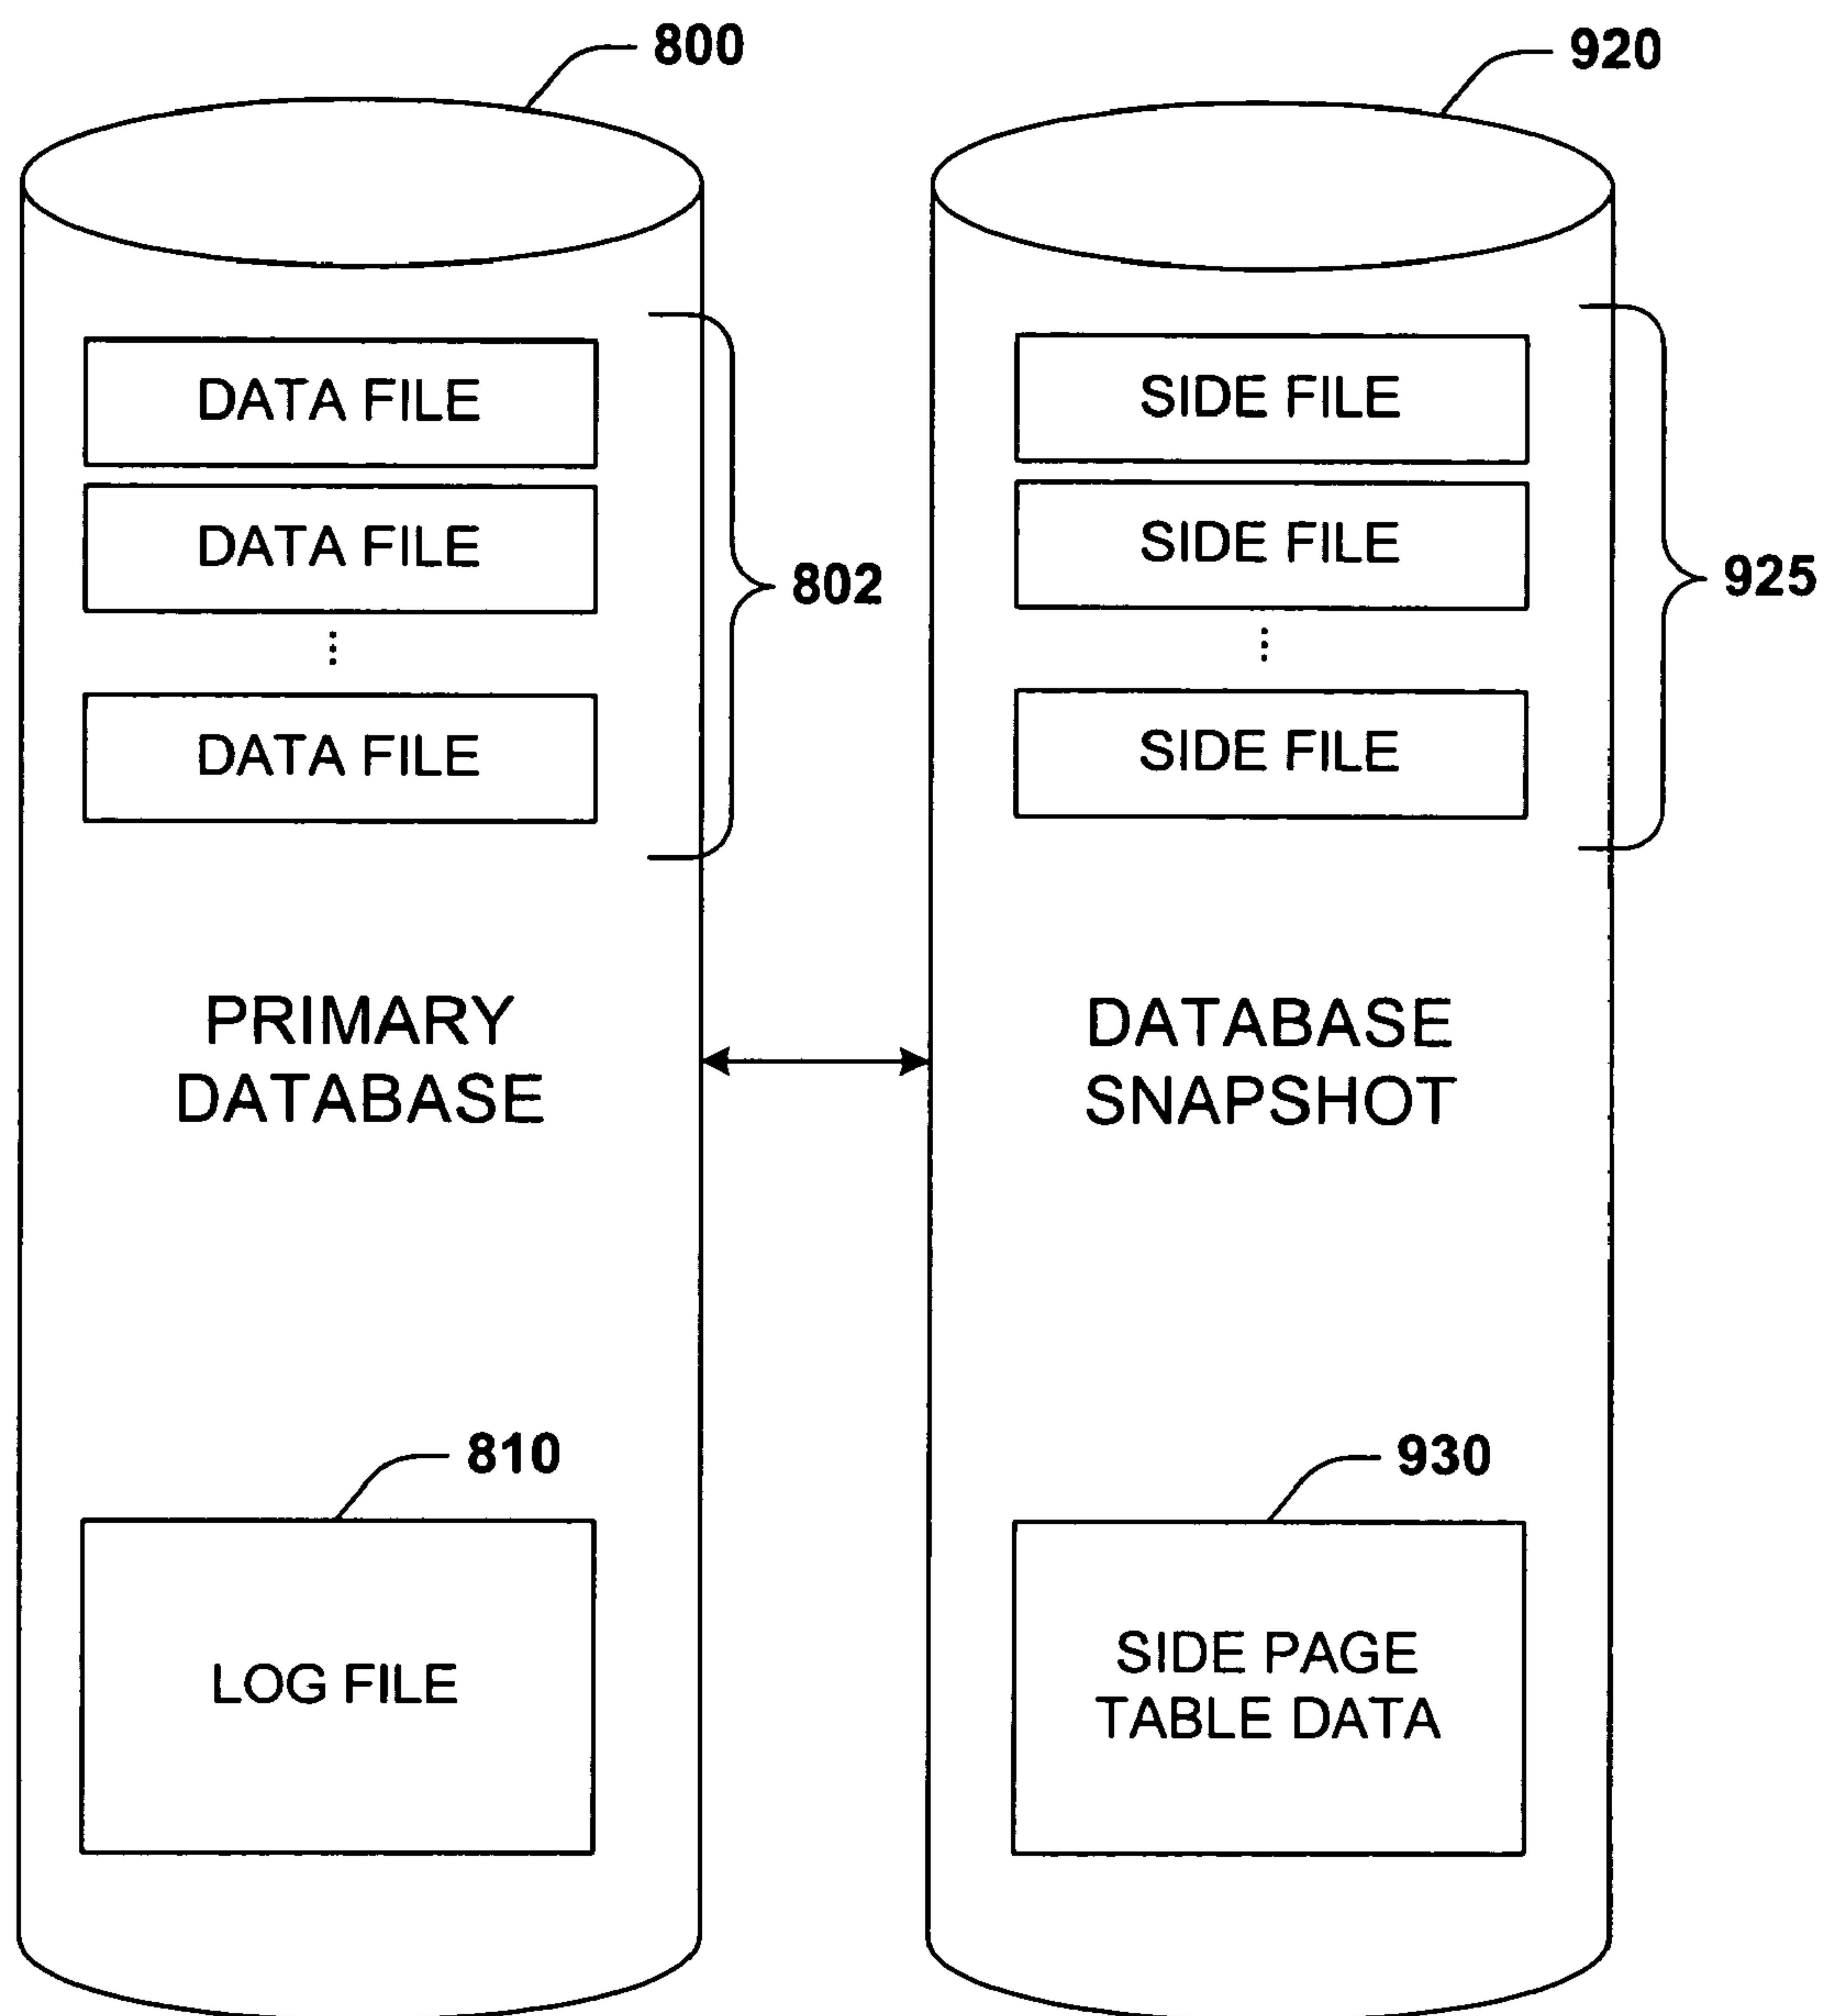 800
DATA FILE
DATA FILE
DATA FILE
802
PRIMARY
DATABASE
810
LOG FILE
920
SIDE FILE
SIDE FILE
SIDE FILE
925
DATABASE
SNAPSHOT
930
SIDE PAGE
TABLE DATA